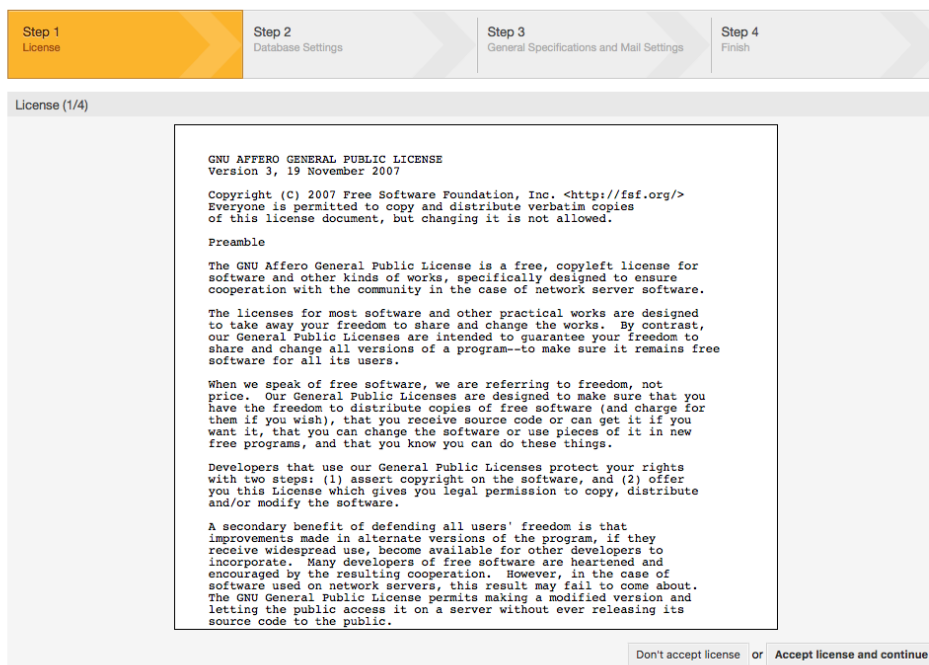 Step 1
License
Step 2
Database Settings
Step 3
General Specifications and Mail Settings
Step 4
Finish
License (1/4)
GNU AFFERO GENERAL PUBLIC LICENSE
Version 3, 19 November 2007
Copyright (C) 2007 Free Software Foundation, Inc. <http://fsf.org/>
Everyone is permitted to copy and distribute verbatim copies
of this license document, but changing it is not allowed.
Preamble
The GNU Affero General Public License is a free, copyleft license for
software and other kinds of works, specifically designed to ensure
cooperation with the community in the case of network server software.
The licenses for most software and other practical works are designed
to take away your freedom to share and change the works.  By contrast,
our General Public Licenses are intended to guarantee your freedom to
share and change all versions of a program--to make sure it remains free
software for all its users.
When we speak of free software, we are referring to freedom, not
price.  Our General Public Licenses are designed to make sure that you
have the freedom to distribute copies of free software (and charge for
them if you wish), that you receive source code or can get it if you
want it, that you can change the software or use pieces of it in new
free programs, and that you know you can do these things.
Developers that use our General Public Licenses protect your rights
with two steps: (1) assert copyright on the software, and (2) offer
you this License which gives you legal permission to copy, distribute
and/or modify the software.
A secondary benefit of defending all users' freedom is that
improvements made in alternate versions of the program, if they
receive widespread use, become available for other developers to
incorporate.  Many developers of free software are heartened and
encouraged by the resulting cooperation.  However, in the case of
software used on network servers, this result may fail to come about.
The GNU General Public License permits making a modified version and
letting the public access it on a server without ever releasing its
source code to the public.
Don't accept license or Accept license and continue